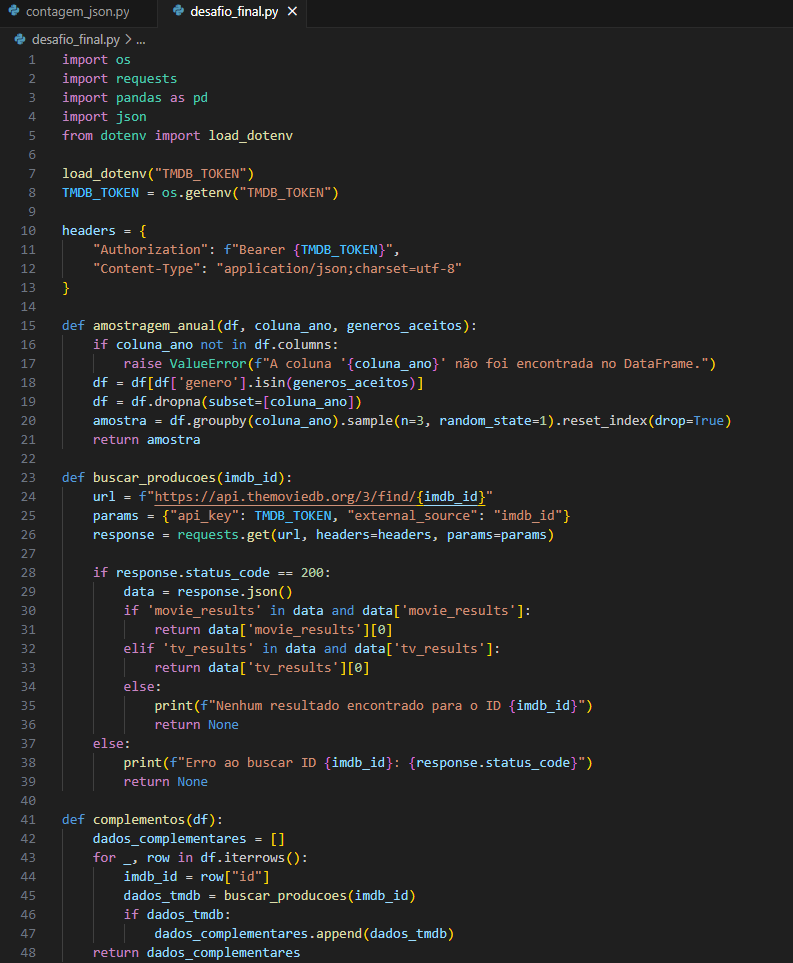 contagem_json.py desafio_final.py ×
desafio_final.py > ...
1 import os
2 import requests
3 import pandas as pd
4 import json
5 from dotenv import load_dotenv
6
7 load_dotenv("TMDB_TOKEN")
8 TMDB_TOKEN = os.getenv("TMDB_TOKEN")
9
10 headers = {
11     "Authorization": f"Bearer {TMDB_TOKEN}",
12     "Content-Type": "application/json;charset=utf-8"
13 }
14
15 def amostragem_anual(df, coluna_ano, generos_aceitos):
16     if coluna_ano not in df.columns:
17         raise ValueError(f"A coluna '{coluna_ano}' não foi encontrada no DataFrame.")
18     df = df[df['genero'].isin(generos_aceitos)]
19     df = df.dropna(subset=[coluna_ano])
20     amostra = df.groupby(coluna_ano).sample(n=3, random_state=1).reset_index(drop=True)
21     return amostra
22
23 def buscar_producoes(imdb_id):
24     url = f"https://api.themoviedb.org/3/find/{imdb_id}"
25     params = {"api_key": TMDB_TOKEN, "external_source": "imdb_id"}
26     response = requests.get(url, headers=headers, params=params)
27
28     if response.status_code == 200:
29         data = response.json()
30         if 'movie_results' in data and data['movie_results']:
31             return data['movie_results'][0]
32         elif 'tv_results' in data and data['tv_results']:
33             return data['tv_results'][0]
34         else:
35             print(f"Nenhum resultado encontrado para o ID {imdb_id}")
36             return None
37     else:
38         print(f"Erro ao buscar ID {imdb_id}: {response.status_code}")
39         return None
40
41 def complementos(df):
42     dados_complementares = []
43     for _, row in df.iterrows():
44         imdb_id = row["id"]
45         dados_tmdb = buscar_producoes(imdb_id)
46         if dados_tmdb:
47             dados_complementares.append(dados_tmdb)
48     return dados_complementares